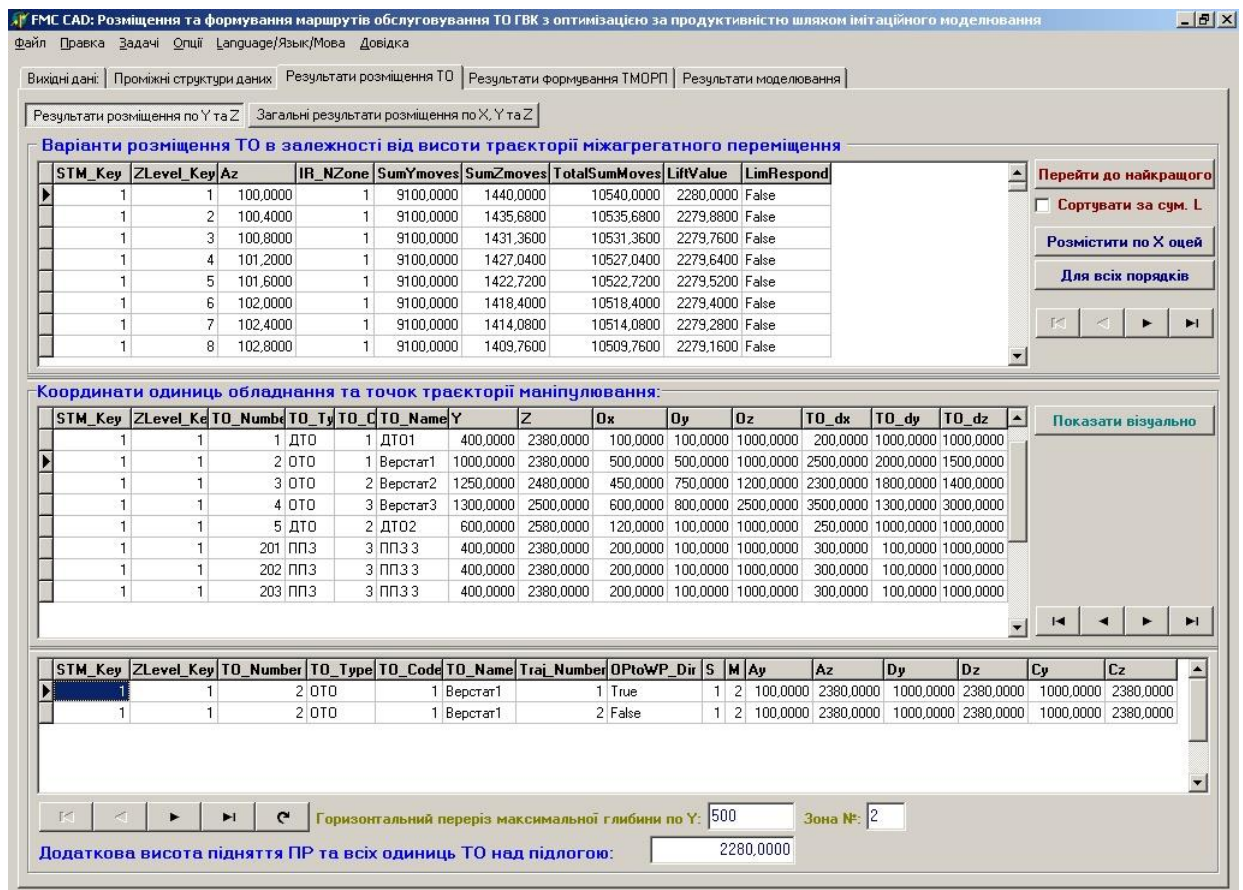 FMC CAD: Розміщення та формування маршрутів обслуговування ТО ГВК з оптимізацією за продуктивністю шляхом імітаційного моделювання
Файл Правка Задачі Опції Language/Язык/Мова Довідка
Вихідні дані: Проміжні структури даних Результати розміщення ТО Результати формування ТМОРП Результати моделювання
Результати розміщення по Y та Z Загальні результати розміщення по X, Y та Z
Варіанти розміщення ТО в залежності від висоти траєкторії міжагрегатного переміщення
STM_Key ZLevel_Key Az IR_NZone SumYmoves SumZmoves TotalSumMoves LiftValue LimRespond
1 1 100,0000 1 9100,0000 1440,0000 10540,0000 2280,0000 False
1 2 100,4000 1 9100,0000 1435,6800 10535,6800 2279,8800 False
1 3 100,8000 1 9100,0000 1431,3600 10531,3600 2279,7600 False
1 4 101,2000 1 9100,0000 1427,0400 10527,0400 2279,6400 False
1 5 101,6000 1 9100,0000 1422,7200 10522,7200 2279,5200 False
1 6 102,0000 1 9100,0000 1418,4000 10518,4000 2279,4000 False
1 7 102,4000 1 9100,0000 1414,0800 10514,0800 2279,2800 False
1 8 102,8000 1 9100,0000 1409,7600 10509,7600 2279,1600 False
Перейти до найкращого
Сортувати за сум. L
Розмістити по X оцей
Для всіх порядків
Координати одиниць обладнання та точок траєкторії маніпулювання:
STM_Key ZLevel_Ke TO_Numbe TO_Ty TO_C TO_Name Y Z Ox Oy Oz TO_dx TO_dy TO_dz
1 1 1 ДТО 1 ДТО1 400,0000 2380,0000 100,0000 100,0000 1000,0000 200,0000 1000,0000 1000,0000
1 1 2 ОТО 1 Верстат1 1000,0000 2380,0000 500,0000 500,0000 1000,0000 2500,0000 2000,0000 1500,0000
1 1 3 ОТО 2 Верстат2 1250,0000 2480,0000 450,0000 750,0000 1200,0000 2300,0000 1800,0000 1400,0000
1 1 4 ОТО 3 Верстат3 1300,0000 2500,0000 600,0000 800,0000 2500,0000 3500,0000 1300,0000 3000,0000
1 1 5 ДТО 2 ДТО2 600,0000 2580,0000 120,0000 100,0000 1000,0000 250,0000 1000,0000 1000,0000
1 1 201 ППЗ 3 ППЗ 3 400,0000 2380,0000 200,0000 100,0000 1000,0000 300,0000 100,0000 1000,0000
1 1 202 ППЗ 3 ППЗ 3 400,0000 2380,0000 200,0000 100,0000 1000,0000 300,0000 100,0000 1000,0000
1 1 203 ППЗ 3 ППЗ 3 400,0000 2380,0000 200,0000 100,0000 1000,0000 300,0000 100,0000 1000,0000
Показати візуально
STM_Key ZLevel_Key TO_Number TO_Type TO_Code TO_Name Traj_Number OPtoWP_Dir S M Ay Az Dy Dz Cy Cz
1 1 2 ОТО 1 Верстат1 1 True 1 2 100,0000 2380,0000 1000,0000 2380,0000 1000,0000 2380,0000
1 1 2 ОТО 1 Верстат1 2 False 1 2 100,0000 2380,0000 1000,0000 2380,0000 1000,0000 2380,0000
Горизонтальний переріз максимальної глибини по Y: 500 Зона №: 2
Додаткова висота підняття ПР та всіх одиниць ТО над підлогою: 2280,0000